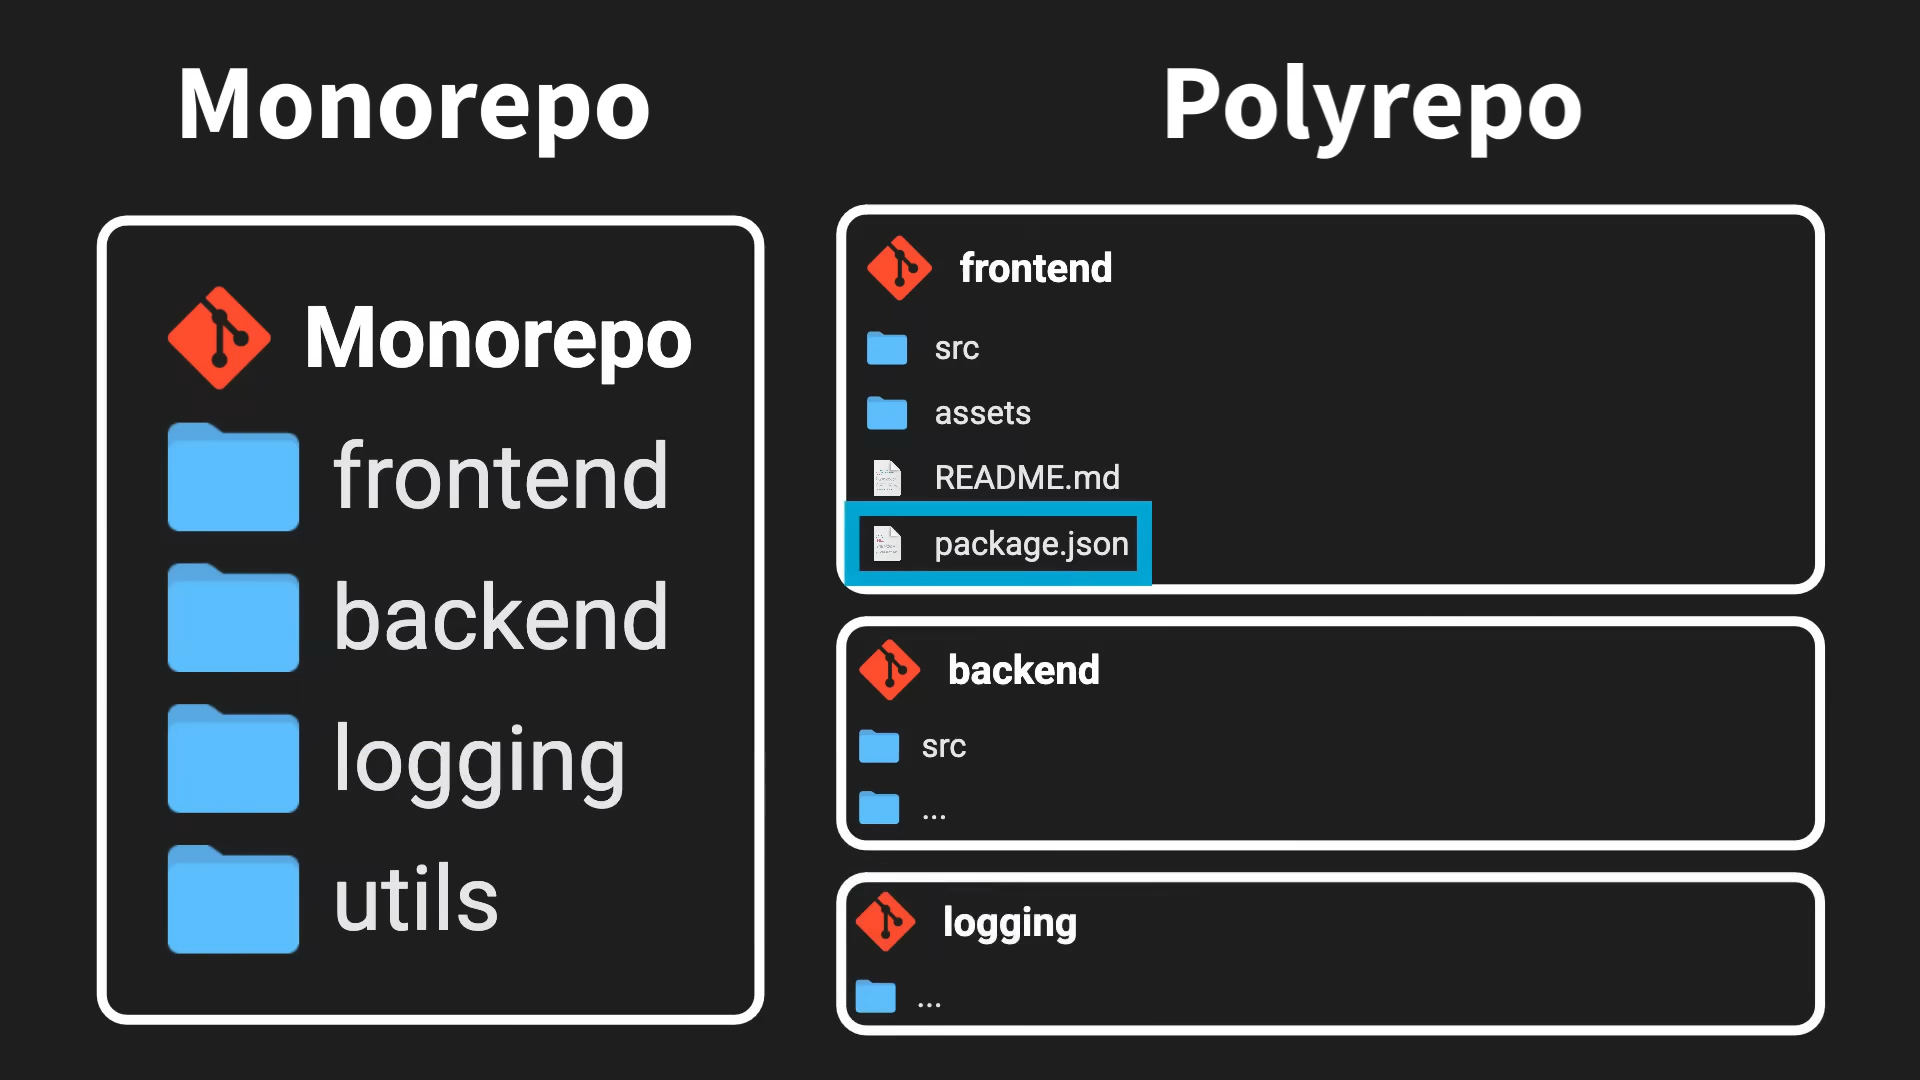 Monorepo
Monorepo
frontend
backend
logging
utils
Polyrepo
frontend
src
assets
README.md
package.json
backend
src
...
logging
...